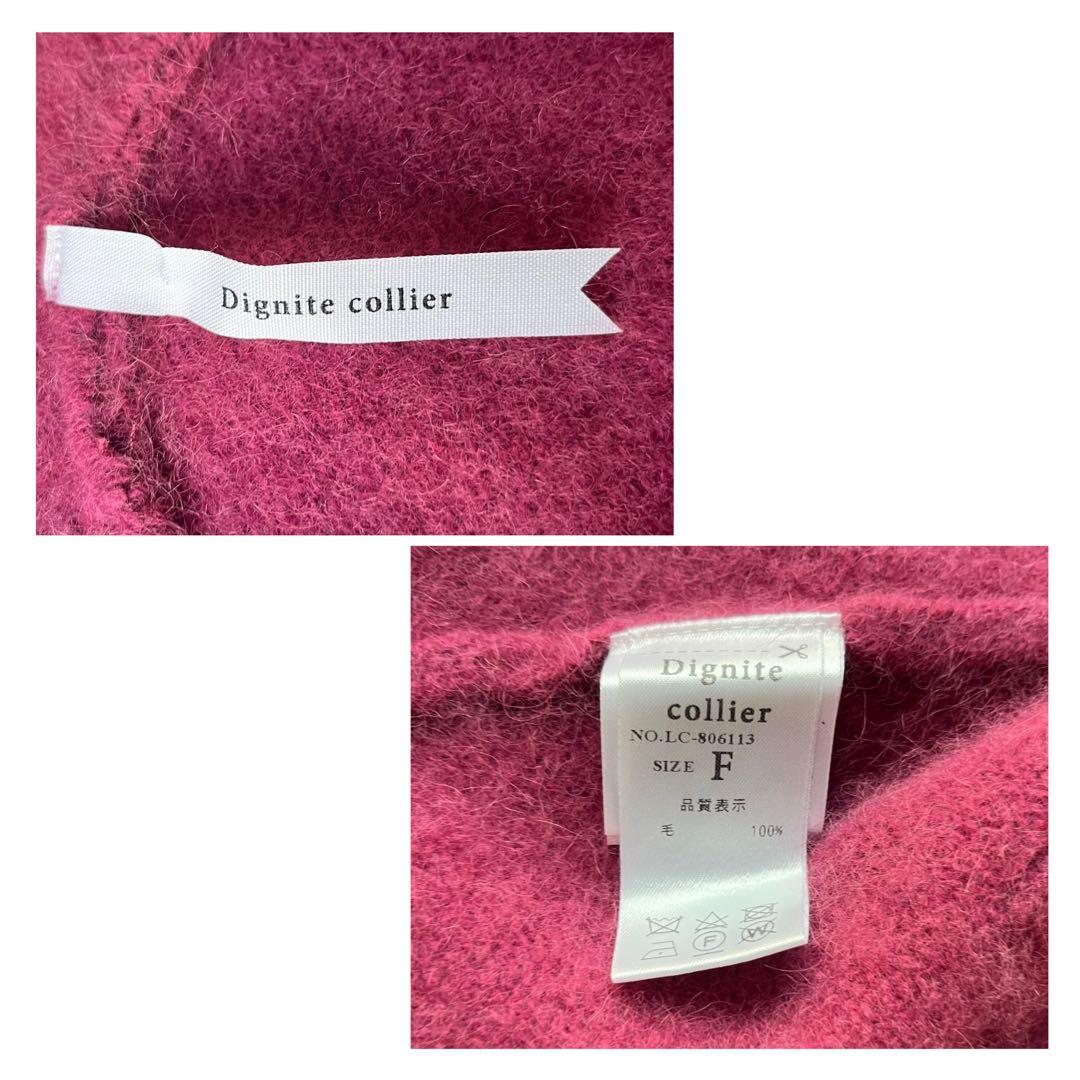 Dignite collier
Dignite
collier
NO.LC-806113
SIZE F
品質表示
毛 100%
F
W